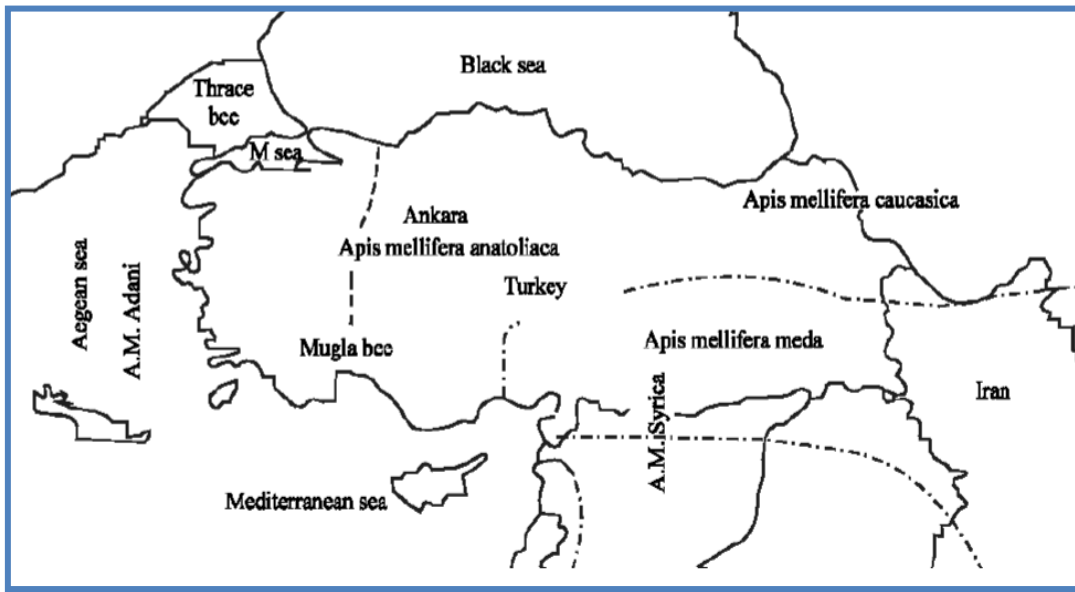 Black sea
Thrace
bee
M sea
Apis mellifera caucasica
Ankara
Apis mellifera anatoliaca
Aegean sea
A.M. Adani
Turkey
Mugla bee
Apis mellifera meda
Iran
A.M. Syrica
Mediterranean sea